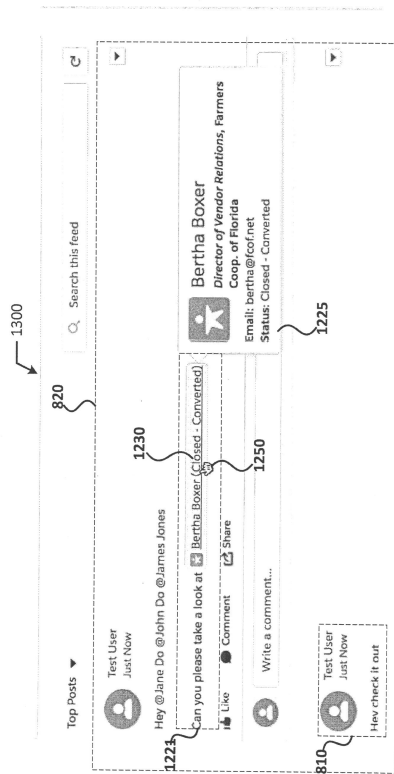 1300
820
Top Posts
Search this feed
Test User
Just Now
Hey @Jane Do @John Do @James Jones
1230
1221
Can you please take a look at Bertha Boxer (Closed - Converted)
1250
Like Comment Share
Bertha Boxer
Director of Vendor Relations, Farmers
Coop. of Florida
Email: bertha@fcof.net
Status: Closed - Converted
1225
Write a comment...
810
Test User
Just Now
Hey check it out